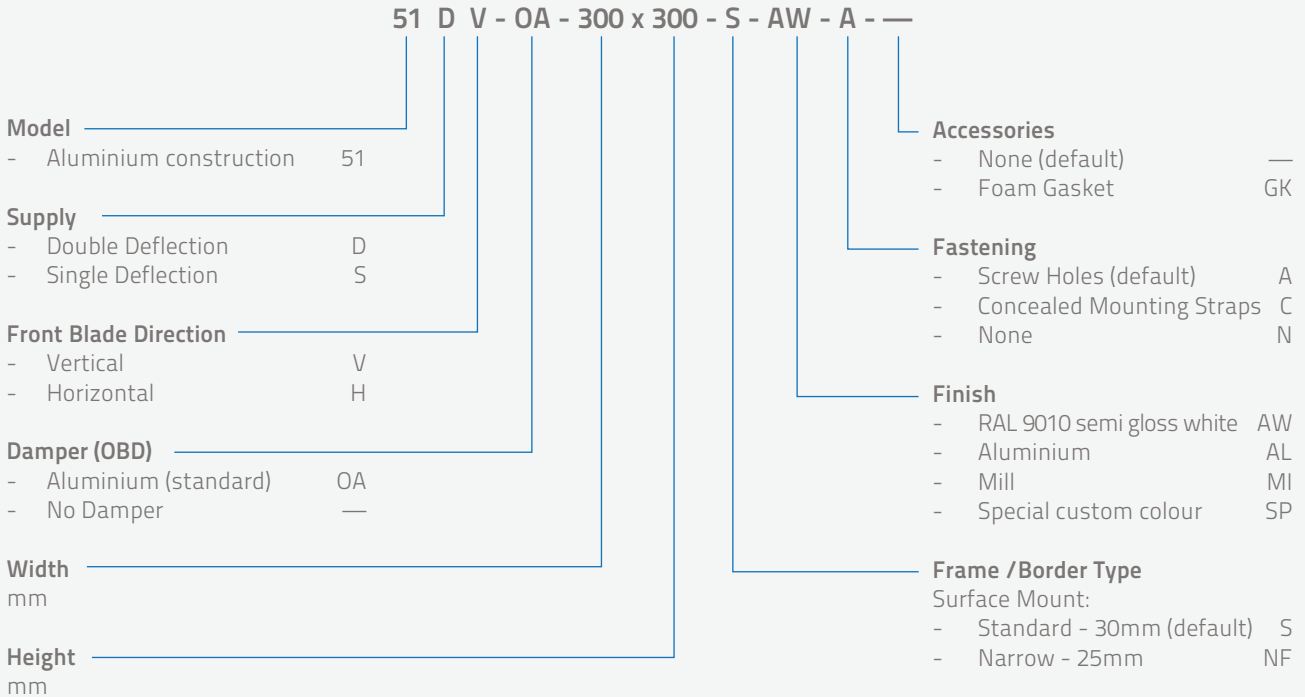 51 D V - OA - 300 x 300 - S - AW - A - —
Model
- Aluminium construction 51
Supply
- Double Deflection D
- Single Deflection S
Front Blade Direction
- Vertical V
- Horizontal H
Damper (OBD)
- Aluminium (standard) OA
- No Damper —
Width
mm
Height
mm
Accessories
- None (default) —
- Foam Gasket GK
Fastening
- Screw Holes (default) A
- Concealed Mounting Straps C
- None N
Finish
- RAL 9010 semi gloss white AW
- Aluminium AL
- Mill MI
- Special custom colour SP
Frame /Border Type
Surface Mount:
- Standard - 30mm (default) S
- Narrow - 25mm NF